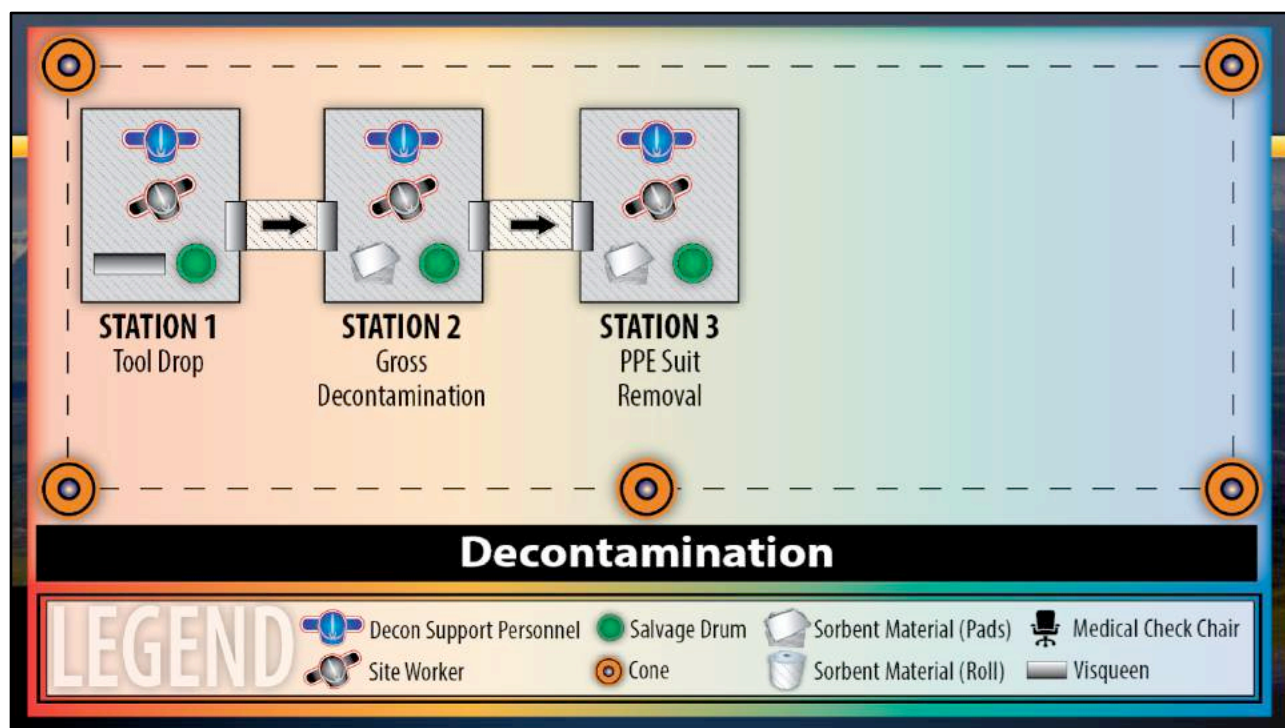 STATION 1
Tool Drop
STATION 2
Gross
Decontamination
STATION 3
PPE Suit
Removal
Decontamination
LEGEND
Decon Support Personnel
Site Worker
Salvage Drum
Cone
Sorbent Material (Pads)
Sorbent Material (Roll)
Medical Check Chair
Visqueen